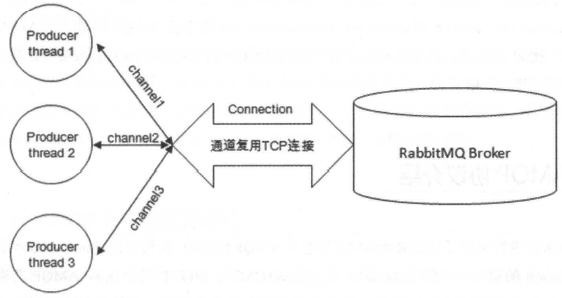 Producer
thread 1
channel1
Connection
Producer
thread 2
channel2
通道复用TCP连接
RabbitMQ Broker
channel3
Producer
thread 3